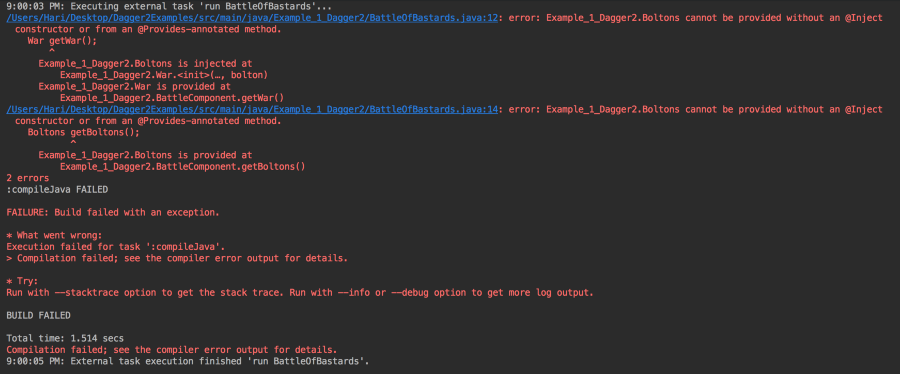 9:00:03 PM: Executing external task 'run BattleOfBastards'...
/Users/Hari/Desktop/Dagger2Examples/src/main/java/Example_1_Dagger2/BattleOfBastards.java:12: error: Example_1_Dagger2.Boltons cannot be provided without an @Inject
constructor or from an @Provides-annotated method.
War getWar();
^
Example_1_Dagger2.Boltons is injected at
Example_1_Dagger2.War.<init>(…, bolton)
Example_1_Dagger2.War is provided at
Example_1_Dagger2.BattleComponent.getWar()
/Users/Hari/Desktop/Dagger2Examples/src/main/java/Example_1_Dagger2/BattleOfBastards.java:14: error: Example_1_Dagger2.Boltons cannot be provided without an @Inject
constructor or from an @Provides-annotated method.
Boltons getBoltons();
^
Example_1_Dagger2.Boltons is provided at
Example_1_Dagger2.BattleComponent.getBoltons()
2 errors
:compileJava FAILED
FAILURE: Build failed with an exception.
* What went wrong:
Execution failed for task ':compileJava'.
> Compilation failed; see the compiler error output for details.
* Try:
Run with --stacktrace option to get the stack trace. Run with --info or --debug option to get more log output.
BUILD FAILED
Total time: 1.514 secs
Compilation failed; see the compiler error output for details.
9:00:05 PM: External task execution finished 'run BattleOfBastards'.